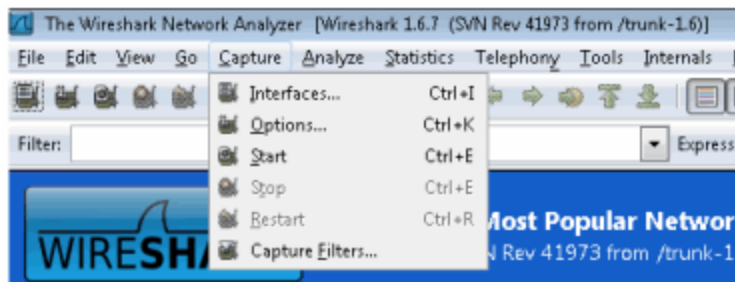 The Wireshark Network Analyzer [Wireshark 1.6.7 (SVN Rev 41973 from /trunk-1.6)]
File Edit View Go Capture Analyze Statistics Telephony Tools Internals
Interfaces... Ctrl+I
Options... Ctrl+K
Filter: Express
Start Ctrl+E
Stop Ctrl+E
Restart Ctrl+R
Most Popular Networ
WIRESH
Rev 41973 from /trunk-1
Capture Filters...